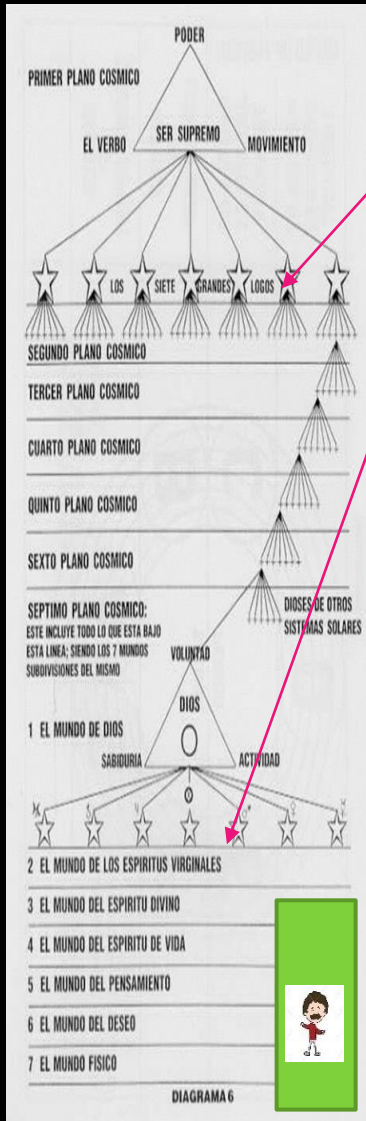 PODER
PRIMER PLANO COSMICO
EL VERBO SER SUPREMO MOVIMIENTO
LOS SIETE GRANDES LOGOS
SEGUNDO PLANO COSMICO
TERCER PLANO COSMICO
CUARTO PLANO COSMICO
QUINTO PLANO COSMICO
SEXTO PLANO COSMICO
SEPTIMO PLANO COSMICO:
ESTE INCLUYE TODO LO QUE ESTA BAJO
ESTA LINEA; SIENDO LOS 7 MUNDOS
SUBDIVISIONES DEL MISMO
DIOSES DE OTROS
SISTEMAS SOLARES
VOLUNTAD
DIOS
1 EL MUNDO DE DIOS
SABIDURIA ACTIVIDAD
2 EL MUNDO DE LOS ESPIRITUS VIRGINALES
3 EL MUNDO DEL ESPIRITU DIVINO
4 EL MUNDO DEL ESPIRITU DE VIDA
5 EL MUNDO DEL PENSAMIENTO
6 EL MUNDO DEL DESEO
7 EL MUNDO FISICO
DIAGRAMA 6